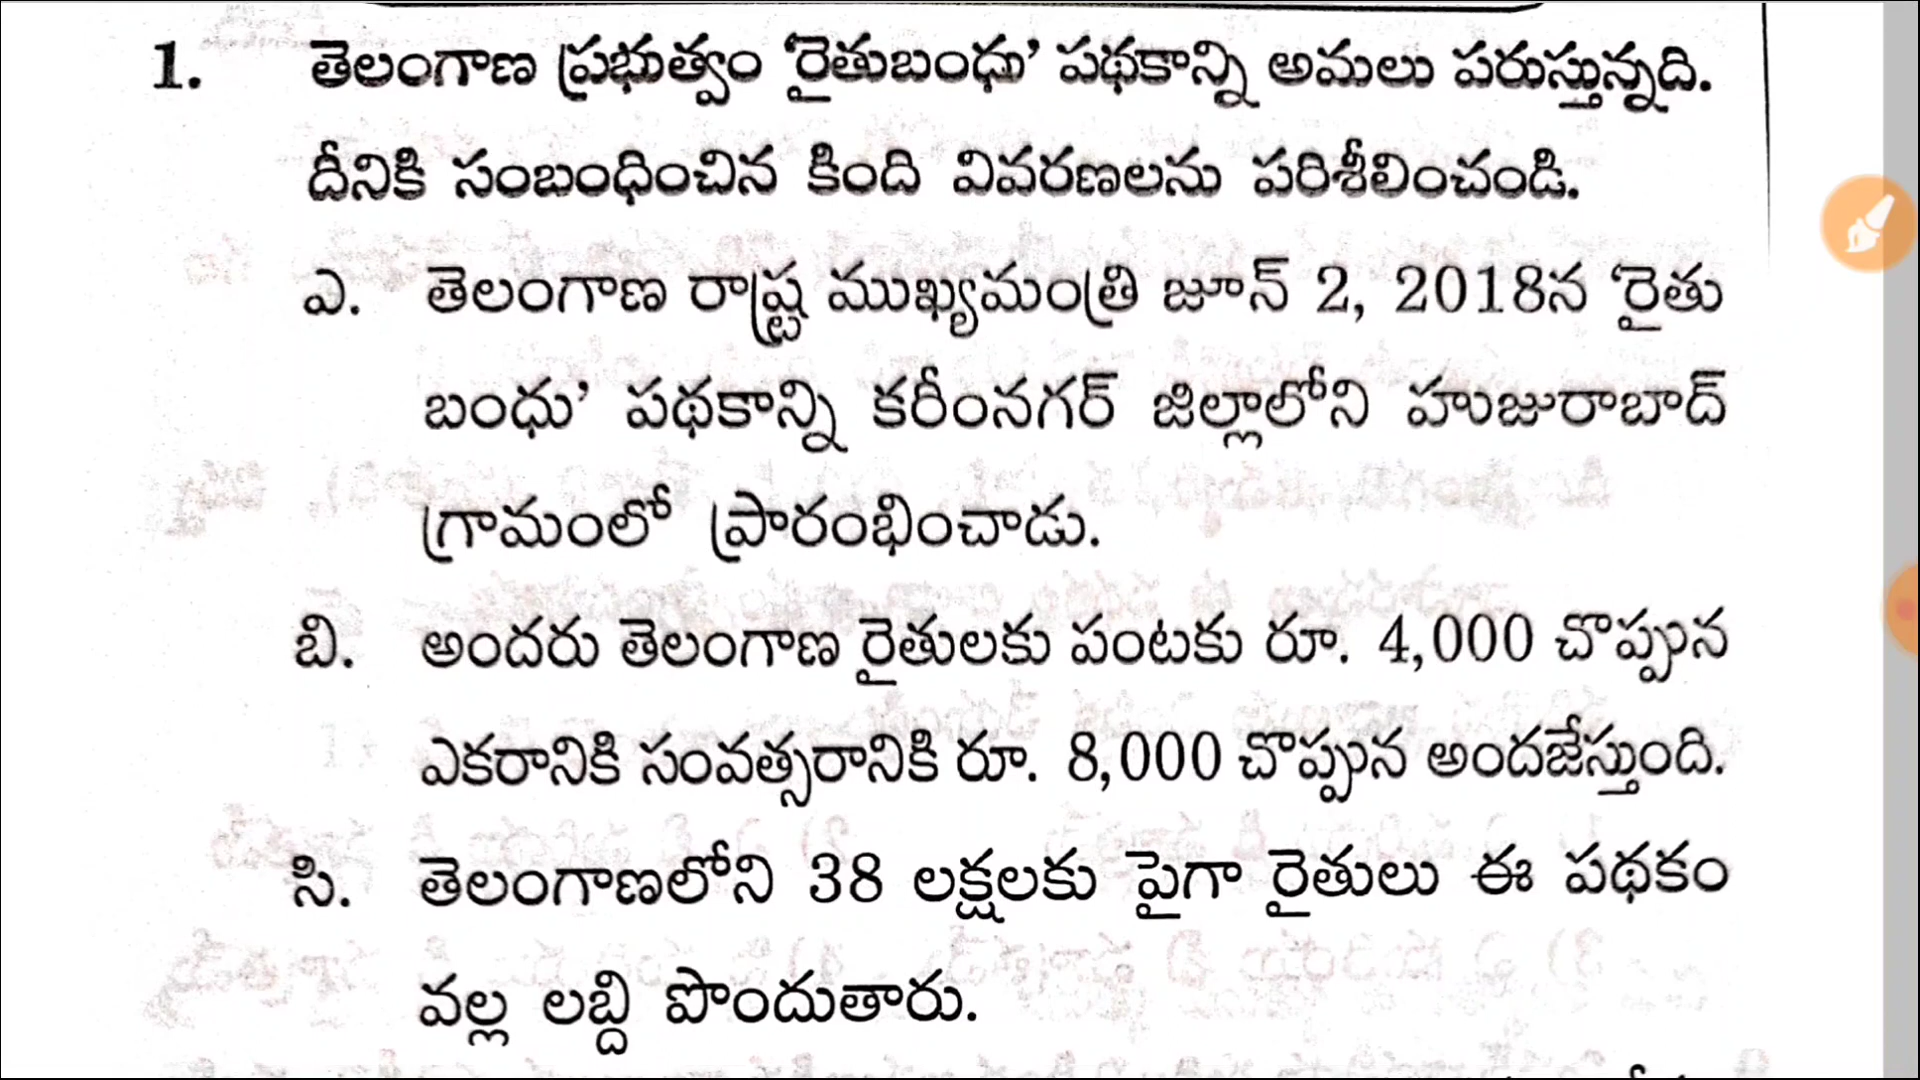 1. తెలంగాణ ప్రభుత్వం ‘రైతుబంధు’ పథకాన్ని అమలు పరుస్తున్నది.
దీనికి సంబంధించిన కింది వివరణలను పరిశీలించండి.
ఎ. తెలంగాణ రాష్ట్ర ముఖ్యమంత్రి జూన్ 2, 2018న ‘రైతు
బంధు’ పథకాన్ని కరీంనగర్ జిల్లాలోని హుజురాబాద్
గ్రామంలో ప్రారంభించాడు.
బి. అందరు తెలంగాణ రైతులకు పంటకు రూ. 4,000 చొప్పున
ఎకరానికి సంవత్సరానికి రూ. 8,000 చొప్పున అందజేస్తుంది.
సి. తెలంగాణలోని 38 లక్షలకు పైగా రైతులు ఈ పథకం
వల్ల లబ్ది పొందుతారు.